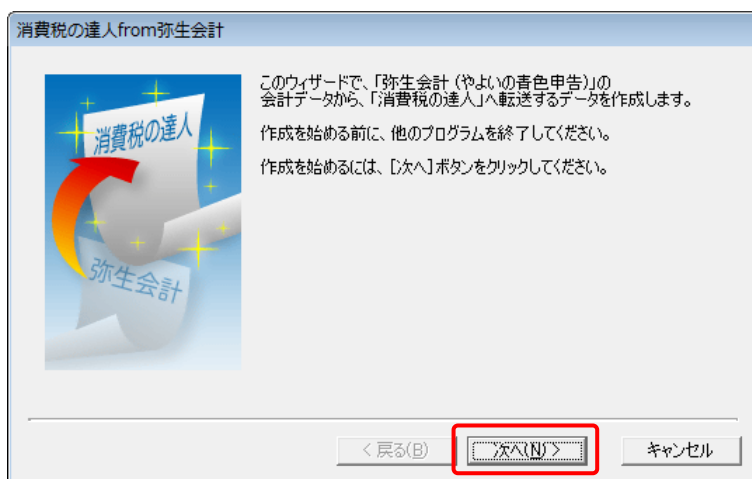 消費税の達人from弥生会計
消費税の達人
弥生会計
このウィザードで、「弥生会計(やよいの青色申告)」の
会計データから、「消費税の達人」へ転送するデータを作成します。
作成を始める前に、他のプログラムを終了してください。
作成を始めるには、[次へ]ボタンをクリックしてください。
< 戻る(B)
次へ(N) >
キャンセル